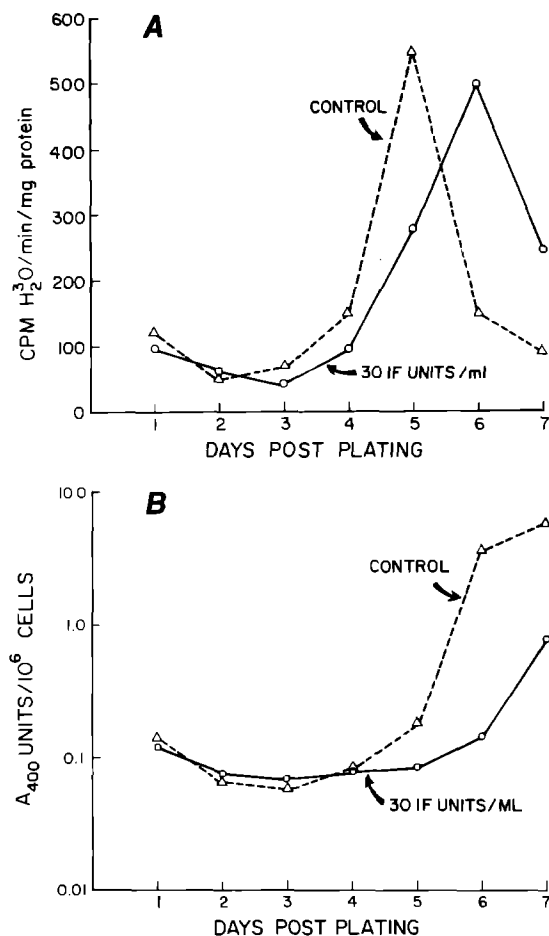 A
600
500
400
300
200
100
0
CPM H₂³O/min/mg protein
CONTROL
30 IF UNITS/ml
1 2 3 4 5 6 7
DAYS POST PLATING
B
10.0
1.0
0.1
0.01
A₄₀₀ UNITS/10⁶ CELLS
CONTROL
30 IF UNITS/ML
1 2 3 4 5 6 7
DAYS POST PLATING